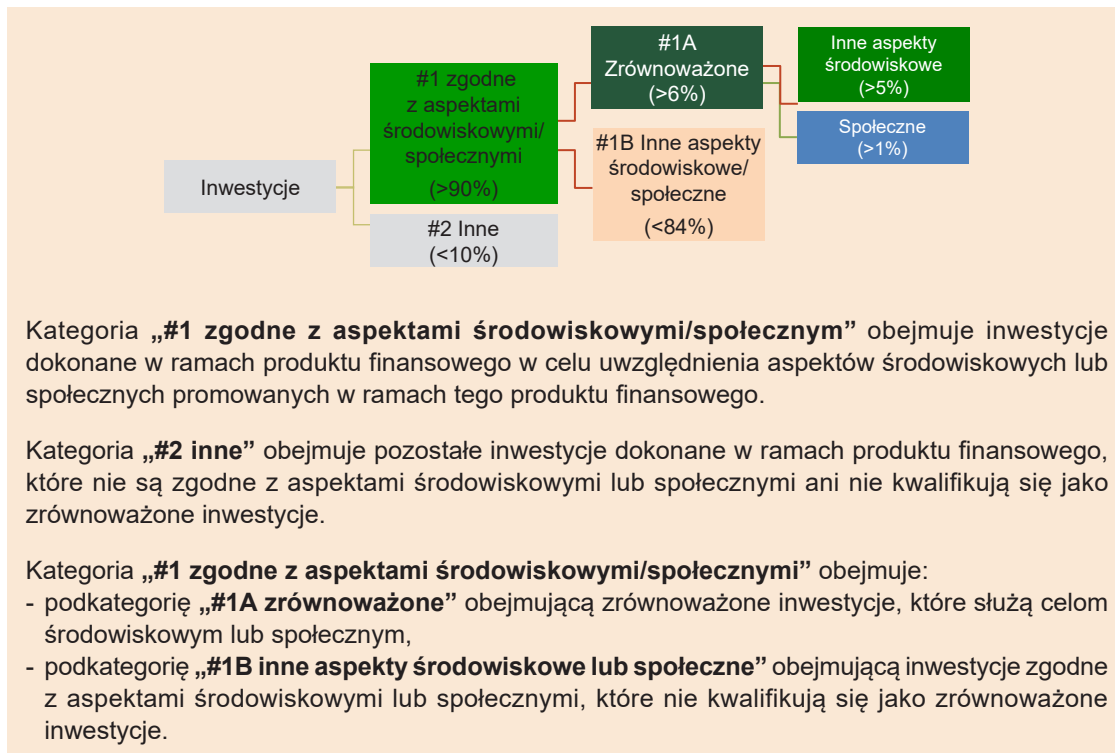 Inwestycje
#1 zgodne
z aspektami
środowiskowymi/
społecznymi
(>90%)
#2 Inne
(<10%)
#1A
Zrównoważone
(>6%)
#1B Inne aspekty
środowiskowe/
społeczne
(<84%)
Inne aspekty
środowiskowe
(>5%)
Społeczne
(>1%)
Kategoria „#1 zgodne z aspektami środowiskowymi/społecznym” obejmuje inwestycje
dokonane w ramach produktu finansowego w celu uwzględnienia aspektów środowiskowych lub
społecznych promowanych w ramach tego produktu finansowego.
Kategoria „#2 inne” obejmuje pozostałe inwestycje dokonane w ramach produktu finansowego,
które nie są zgodne z aspektami środowiskowymi lub społecznymi ani nie kwalifikują się jako
zrównoważone inwestycje.
Kategoria „#1 zgodne z aspektami środowiskowymi/społecznymi” obejmuje:
- podkategorię „#1A zrównoważone” obejmującą zrównoważone inwestycje, które służą celom
środowiskowym lub społecznym,
- podkategorię „#1B inne aspekty środowiskowe lub społeczne” obejmującą inwestycje zgodne
z aspektami środowiskowymi lub społecznymi, które nie kwalifikują się jako zrównoważone
inwestycje.